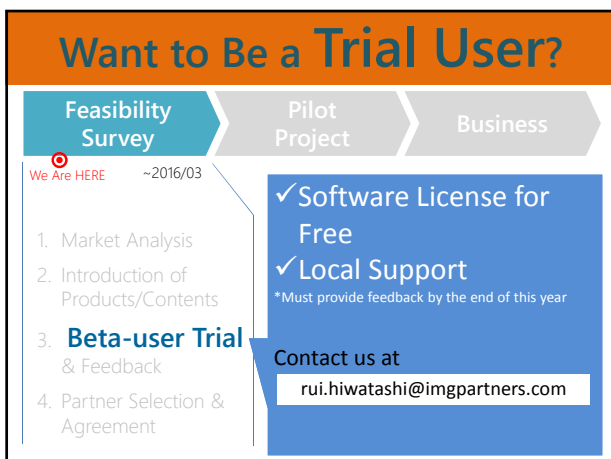 Want to Be a Trial User?
Feasibility
Survey
Pilot
Project
Business
We Are HERE
~2016/03
1. Market Analysis
2. Introduction of
Products/Contents
3. Beta-user Trial
& Feedback
4. Partner Selection &
Agreement
✓Software License for
Free
✓Local Support
*Must provide feedback by the end of this year
Contact us at
rui.hiwatashi@imgpartners.com